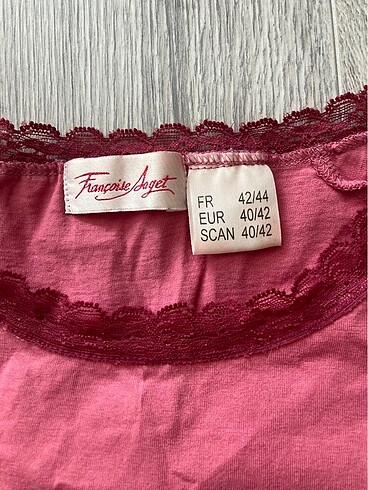 Françoise Saget
FR 42/44
EUR 40/42
SCAN 40/42